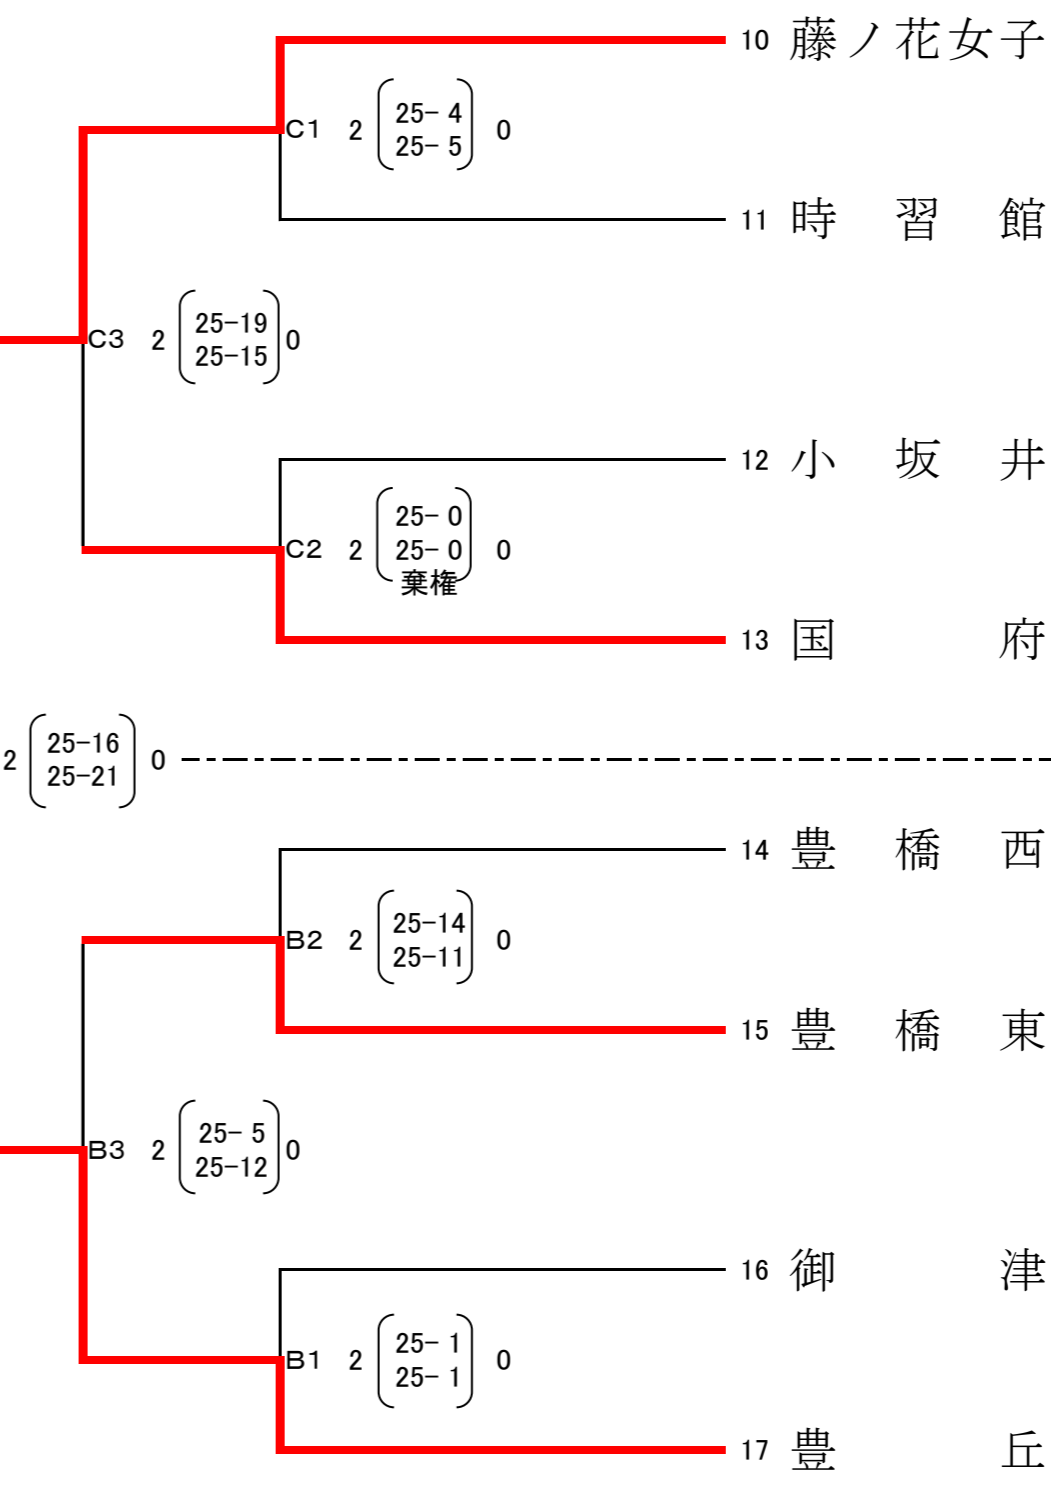 10 藤ノ花女子
C1 2 25- 4 0
25- 5
11 時習館
C3 2 25-19 0
25-15
12 小坂井
C2 2 25- 0 0
25- 0
棄権
13 国府
2 25-16 0
25-21
14 豊橋西
B2 2 25-14 0
25-11
15 豊橋東
B3 2 25- 5 0
25-12
16 御津
B1 2 25- 1 0
25- 1
17 豊丘